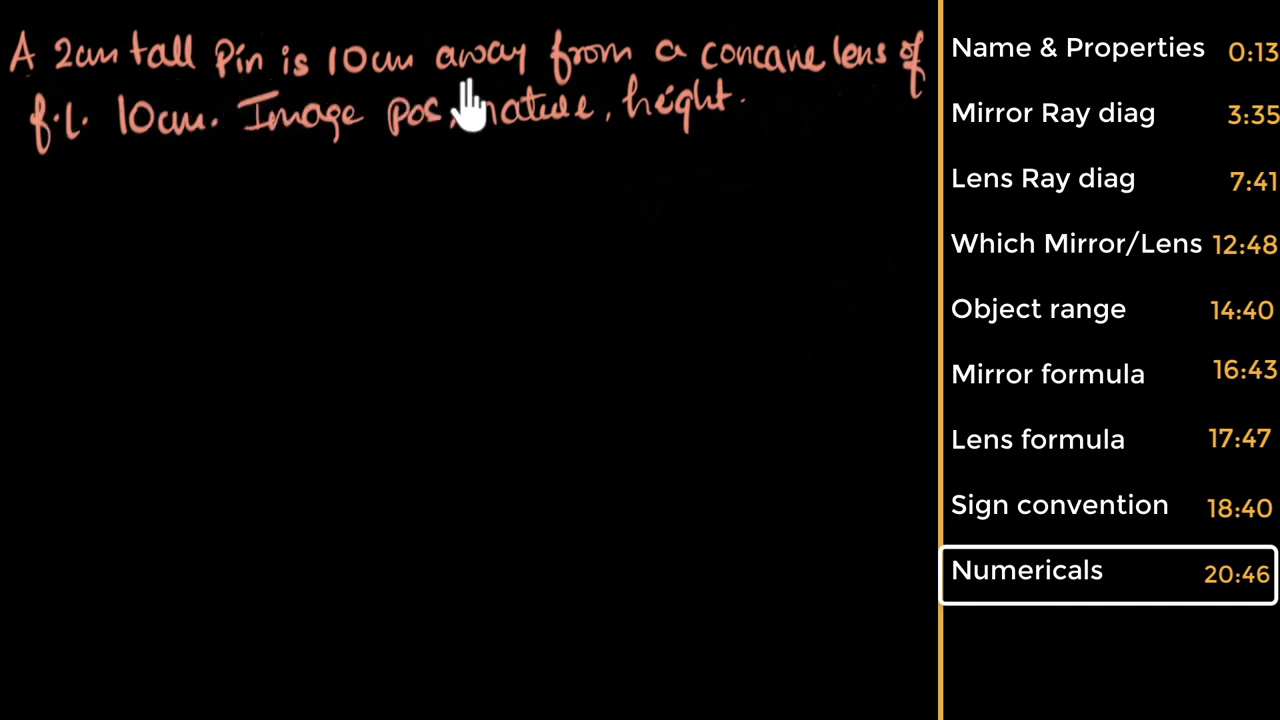 A 2cm tall Pin is 10cm away from a concave lens of
f.l. 10cm. Image pos, nature, height.
Name & Properties 0:13
Mirror Ray diag 3:35
Lens Ray diag 7:41
Which Mirror/Lens 12:48
Object range 14:40
Mirror formula 16:43
Lens formula 17:47
Sign convention 18:40
Numericals 20:46